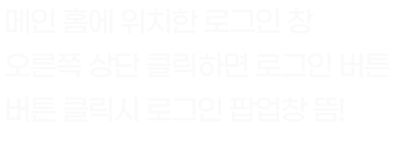 메인 홈에 위치한 로그인 창
오른쪽 상단 클릭하면 로그인 버튼
버튼 클릭시 로그인 팝업창 뜸!